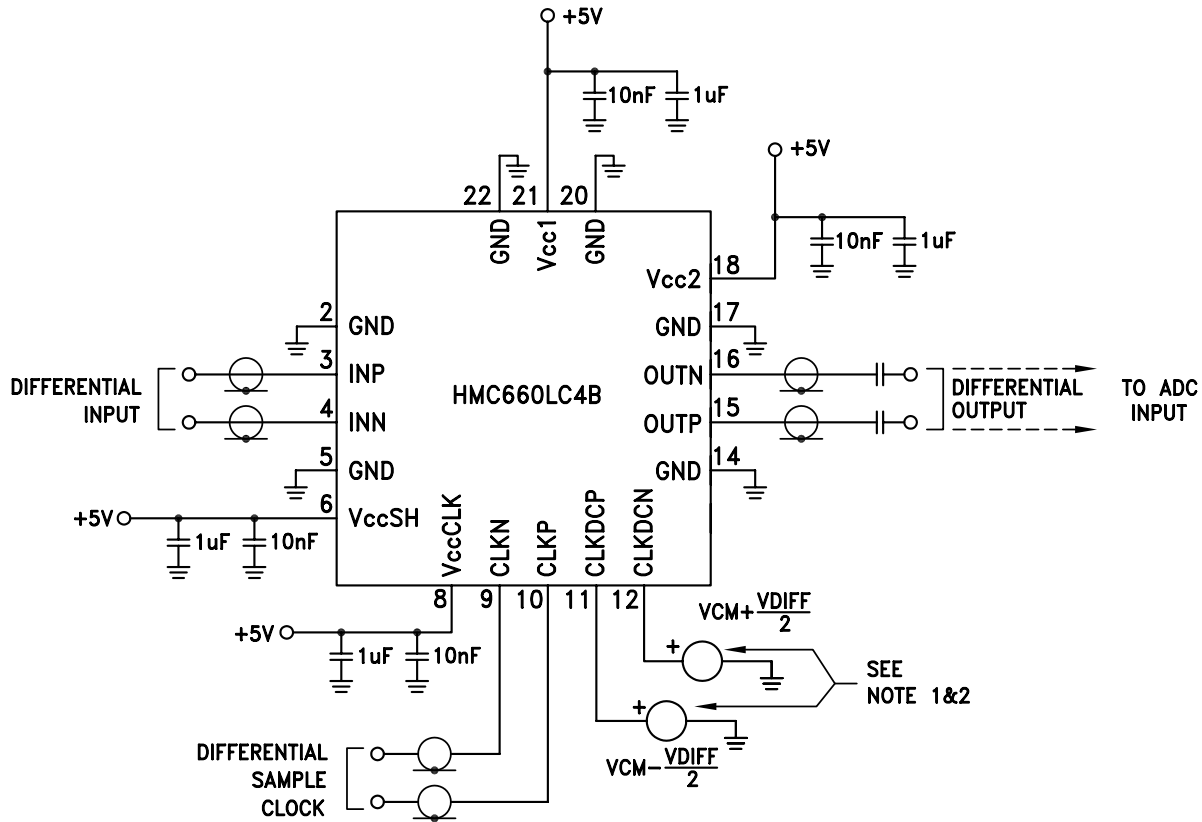 +5V
10nF
1uF
+5V
10nF
1uF
22
21
20
GND
Vcc1
GND
Vcc2
18
2
GND
GND
17
3
INP
OUTN
16
4
INN
OUTP
15
5
GND
GND
14
6
VccSH
HMC660LC4B
DIFFERENTIAL
INPUT
DIFFERENTIAL
OUTPUT
TO ADC
INPUT
+5V
1uF
10nF
VccCLK
CLKN
CLKP
CLKDCP
CLKDCN
8
9
10
11
12
+5V
1uF
10nF
VCM+VDIFF
2
+
SEE
NOTE 1&2
+
VCM-VDIFF
2
DIFFERENTIAL
SAMPLE
CLOCK